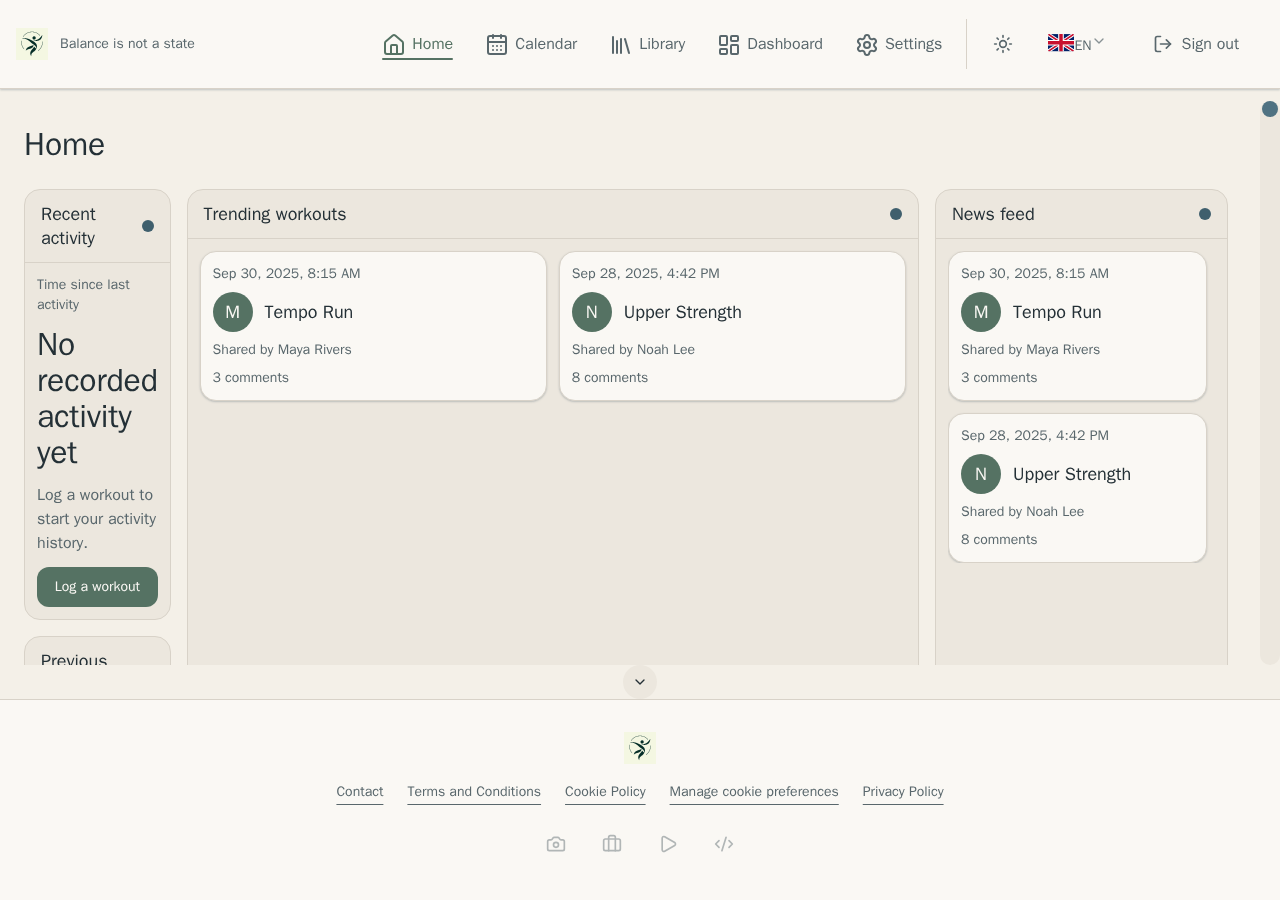 Balance is not a state
Home
Calendar
Library
Dashboard
Settings
EN
Sign out
Home
Recent
activity
Time since last
activity
No
recorded
activity
yet
Log a workout to
start your activity
history.
Log a workout
Previous
Trending workouts
Sep 30, 2025, 8:15 AM
M
Tempo Run
Shared by Maya Rivers
3 comments
Sep 28, 2025, 4:42 PM
N
Upper Strength
Shared by Noah Lee
8 comments
News feed
Sep 30, 2025, 8:15 AM
M
Tempo Run
Shared by Maya Rivers
3 comments
Sep 28, 2025, 4:42 PM
N
Upper Strength
Shared by Noah Lee
8 comments
Contact
Terms and Conditions
Cookie Policy
Manage cookie preferences
Privacy Policy